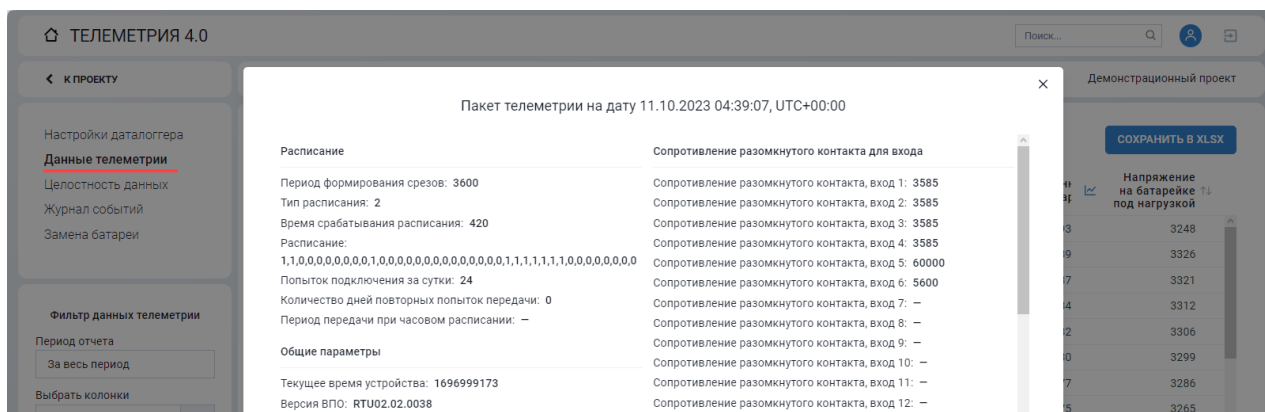 ТЕЛЕМЕТРИЯ 4.0
Поиск...
К ПРОЕКТУ
Демонстрационный проект
Настройки даталоггера
Данные телеметрии
Целостность данных
Журнал событий
Замена батареи
Фильтр данных телеметрии
Период отчета
За весь период
Выбрать колонки
Пакет телеметрии на дату 11.10.2023 04:39:07, UTC+00:00
Расписание
Период формирования срезов: 3600
Тип расписания: 2
Время срабатывания расписания: 420
Расписание:
1,1,0,0,0,0,0,0,0,0,1,0,0,0,0,0,0,0,0,0,0,0,0,0,0,0,1,1,1,1,1,1,1,0,0,0,0,0,0,0,0
Попыток подключения за сутки: 24
Количество дней повторных попыток передачи: 0
Период передачи при часовом расписании: —
Общие параметры
Текущее время устройства: 1696999173
Версия ВПО: RTU02.02.0038
Сопротивление разомкнутого контакта для входа
Сопротивление разомкнутого контакта, вход 1: 3585
Сопротивление разомкнутого контакта, вход 2: 3585
Сопротивление разомкнутого контакта, вход 3: 3585
Сопротивление разомкнутого контакта, вход 4: 3585
Сопротивление разомкнутого контакта, вход 5: 60000
Сопротивление разомкнутого контакта, вход 6: 5600
Сопротивление разомкнутого контакта, вход 7: —
Сопротивление разомкнутого контакта, вход 8: —
Сопротивление разомкнутого контакта, вход 9: —
Сопротивление разомкнутого контакта, вход 10: —
Сопротивление разомкнутого контакта, вход 11: —
Сопротивление разомкнутого контакта, вход 12: —
СОХРАНИТЬ В XLSX
Напряжение
на батарейке
под нагрузкой
3248
3326
3321
3312
3306
3299
3286
3265